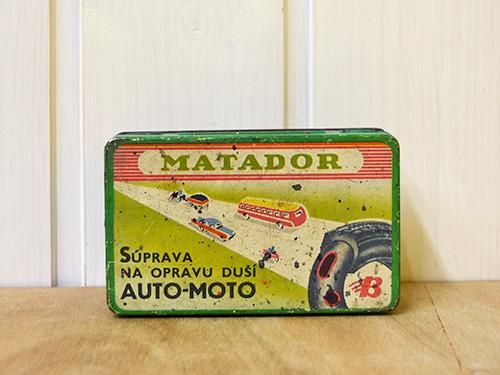 MATADOR
SÚPRAVA
NA OPRAVU DUŠÍ
AUTO-MOTO
B